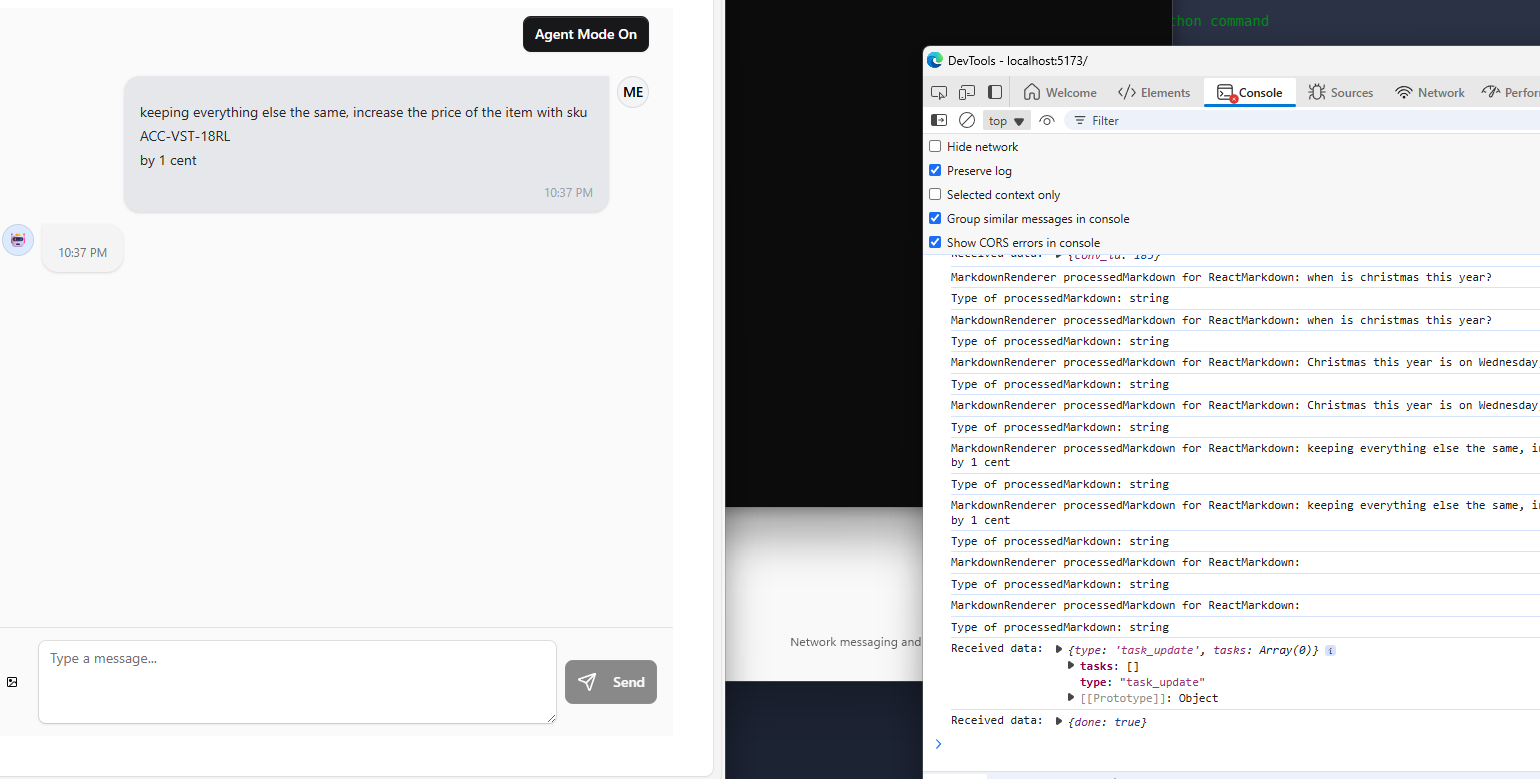 Agent Mode On
ME
keeping everything else the same, increase the price of the item with sku
ACC-VST-18RL
by 1 cent
10:37 PM
10:37 PM
Type a message...
Send
Network messaging and
command
DevTools - localhost:5173/
Welcome
Elements
Console
Sources
Network
Perfor
top
Filter
Hide network
Preserve log
Selected context only
Group similar messages in console
Show CORS errors in console
Received data: {conv_id: 185}
MarkdownRenderer processedMarkdown for ReactMarkdown: when is christmas this year?
Type of processedMarkdown: string
MarkdownRenderer processedMarkdown for ReactMarkdown: when is christmas this year?
Type of processedMarkdown: string
MarkdownRenderer processedMarkdown for ReactMarkdown: Christmas this year is on Wednesday,
Type of processedMarkdown: string
MarkdownRenderer processedMarkdown for ReactMarkdown: Christmas this year is on Wednesday,
Type of processedMarkdown: string
MarkdownRenderer processedMarkdown for ReactMarkdown: keeping everything else the same, in
by 1 cent
Type of processedMarkdown: string
MarkdownRenderer processedMarkdown for ReactMarkdown: keeping everything else the same, in
by 1 cent
Type of processedMarkdown: string
MarkdownRenderer processedMarkdown for ReactMarkdown:
Type of processedMarkdown: string
MarkdownRenderer processedMarkdown for ReactMarkdown:
Type of processedMarkdown: string
Received data: {type: 'task_update', tasks: Array(0)} i
tasks: []
type: "task_update"
[[Prototype]]: Object
Received data: {done: true}